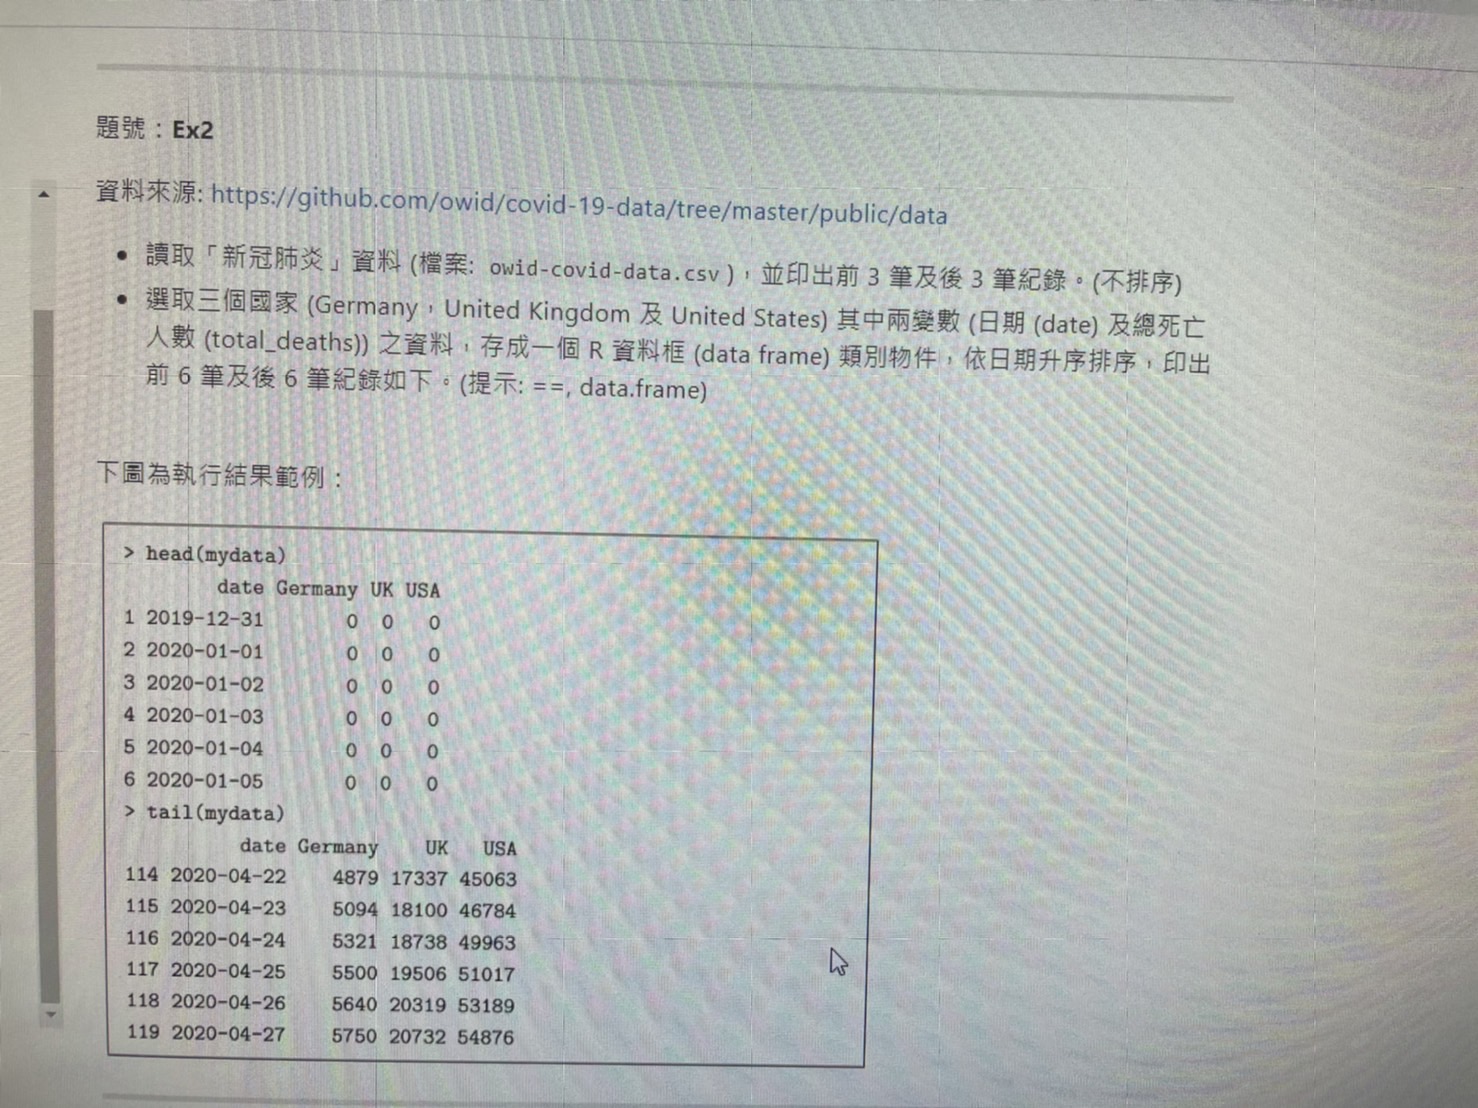 題號：Ex2
資料來源: https://github.com/owid/covid-19-data/tree/master/public/data
• 讀取「新冠肺炎」資料 (檔案: owid-covid-data.csv )，並印出前 3 筆及後 3 筆紀錄。(不排序)
• 選取三個國家 (Germany，United Kingdom 及 United States) 其中兩變數 (日期 (date) 及總死亡
人數 (total_deaths)) 之資料，存成一個 R 資料框 (data frame) 類別物件，依日期升序排序，印出
前 6 筆及後 6 筆紀錄如下。(提示: ==, data.frame)
下圖為執行結果範例：
> head(mydata)
date Germany UK USA
1 2019-12-31 0 0 0
2 2020-01-01 0 0 0
3 2020-01-02 0 0 0
4 2020-01-03 0 0 0
5 2020-01-04 0 0 0
6 2020-01-05 0 0 0
> tail(mydata)
date Germany UK USA
114 2020-04-22 4879 17337 45063
115 2020-04-23 5094 18100 46784
116 2020-04-24 5321 18738 49963
117 2020-04-25 5500 19506 51017
118 2020-04-26 5640 20319 53189
119 2020-04-27 5750 20732 54876